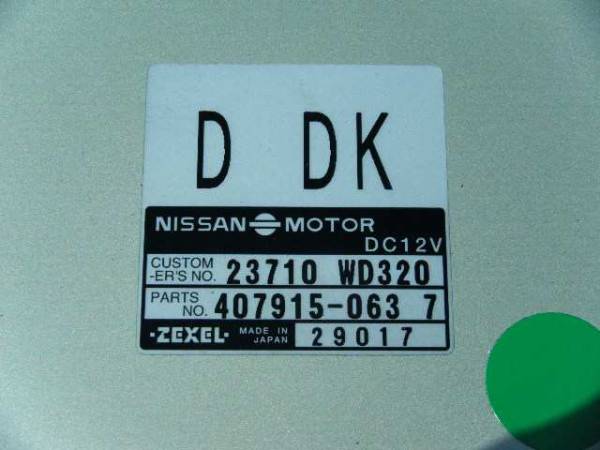 D DK
NISSAN MOTOR
DC12V
CUSTOM
-ER'S NO. 23710 WD320
PARTS
NO. 407915-063 7
·ZEXEL· MADE IN
JAPAN 29017